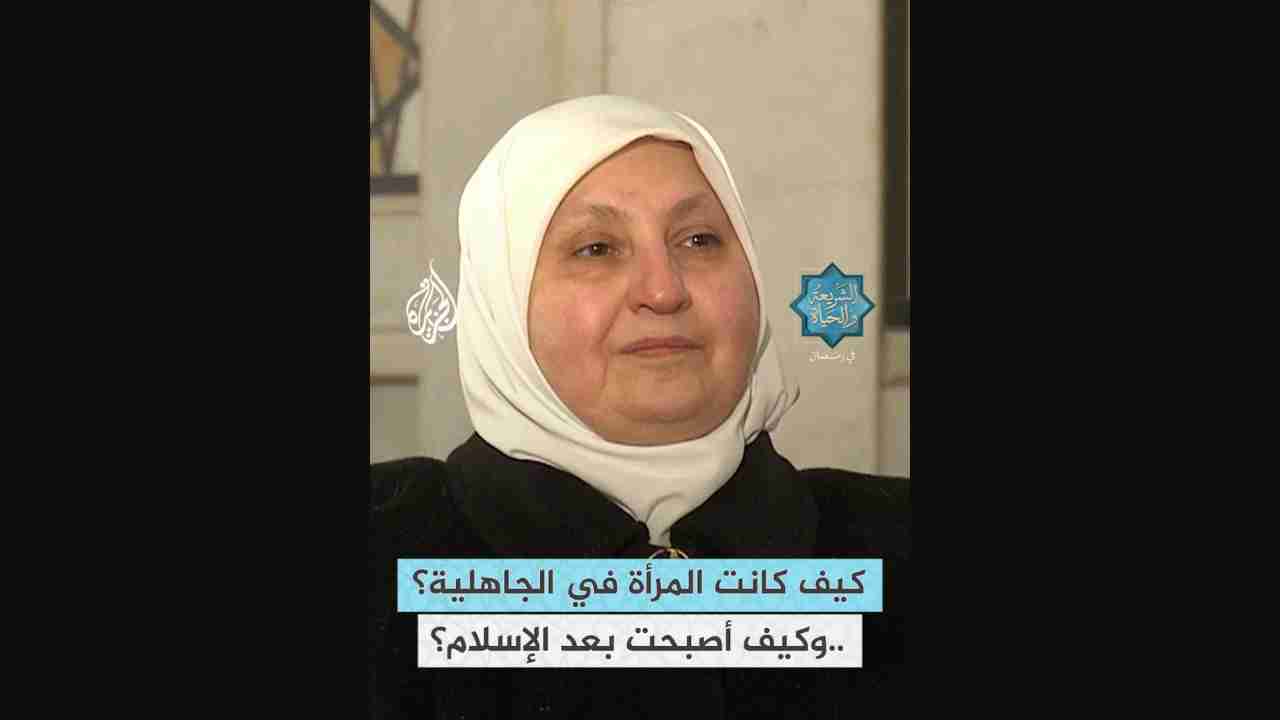 الجزيرة
الشريعة
والحياة
في رمضان
كيف كانت المرأة في الجاهلية؟
..وكيف أصبحت بعد الإسلام؟